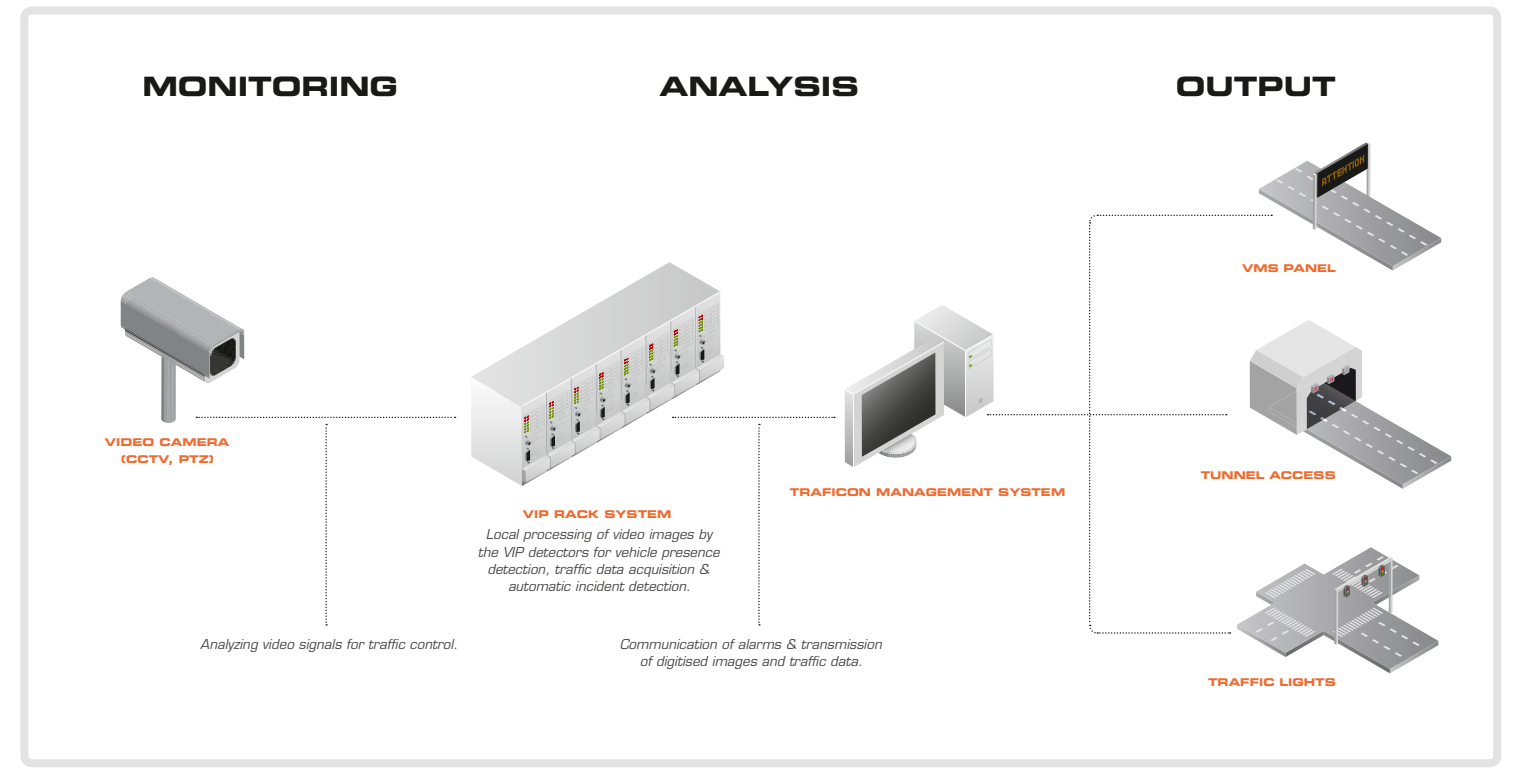 MONITORING
ANALYSIS
OUTPUT
ATTENTION
VMS PANEL
VIDEO CAMERA
(CCTV, PTZ)
TUNNEL ACCESS
TRAFICON MANAGEMENT SYSTEM
VIP RACK SYSTEM
Local processing of video images by
the VIP detectors for vehicle presence
detection, traffic data acquisition &
automatic incident detection.
Analyzing video signals for traffic control.
Communication of alarms & transmission
of digitised images and traffic data.
TRAFFIC LIGHTS